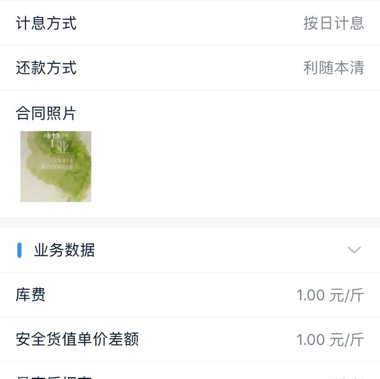 计息方式
按日计息
还款方式
利随本清
合同照片
业务数据
库费
1.00 元/斤
安全货值单价差额
1.00 元/斤